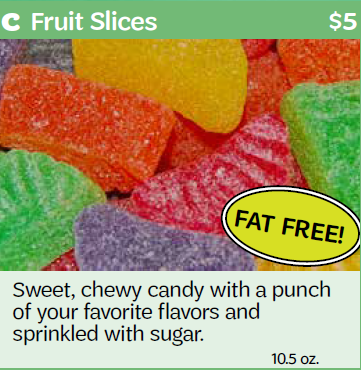 C Fruit Slices $5
FAT FREE!
Sweet, chewy candy with a punch
of your favorite flavors and
sprinkled with sugar.
10.5 oz.